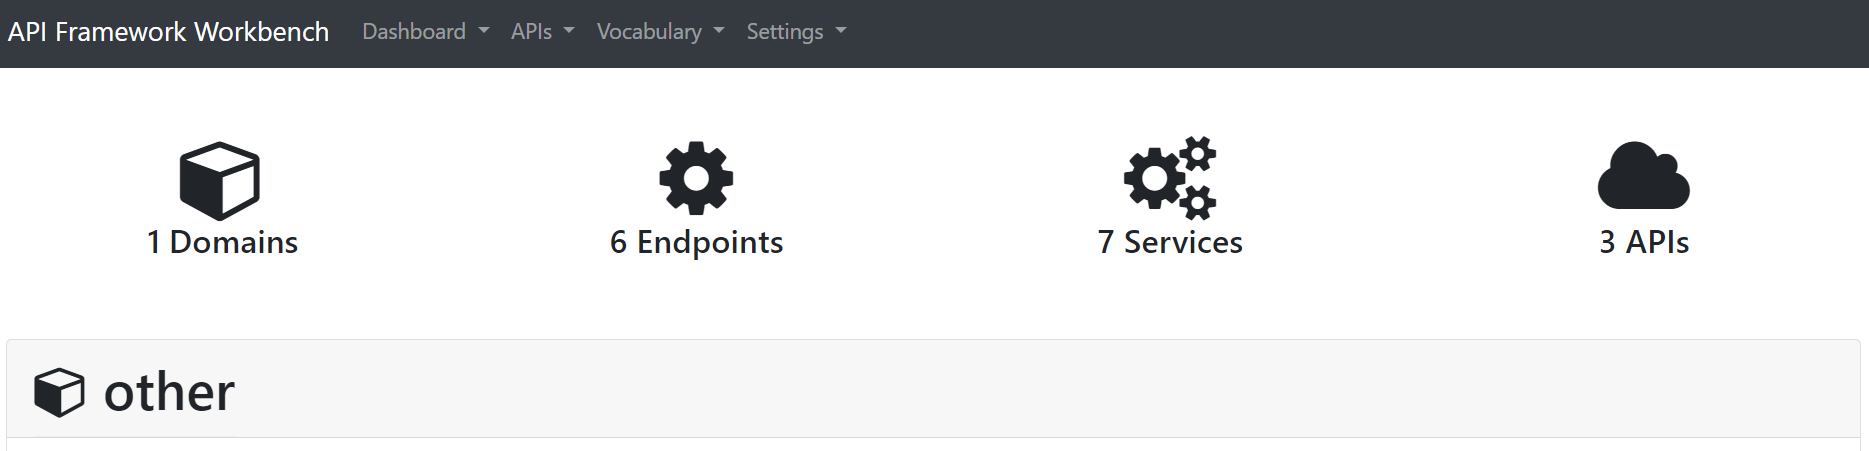 API Framework Workbench Dashboard APIs Vocabulary Settings
1 Domains 6 Endpoints 7 Services 3 APIs
other